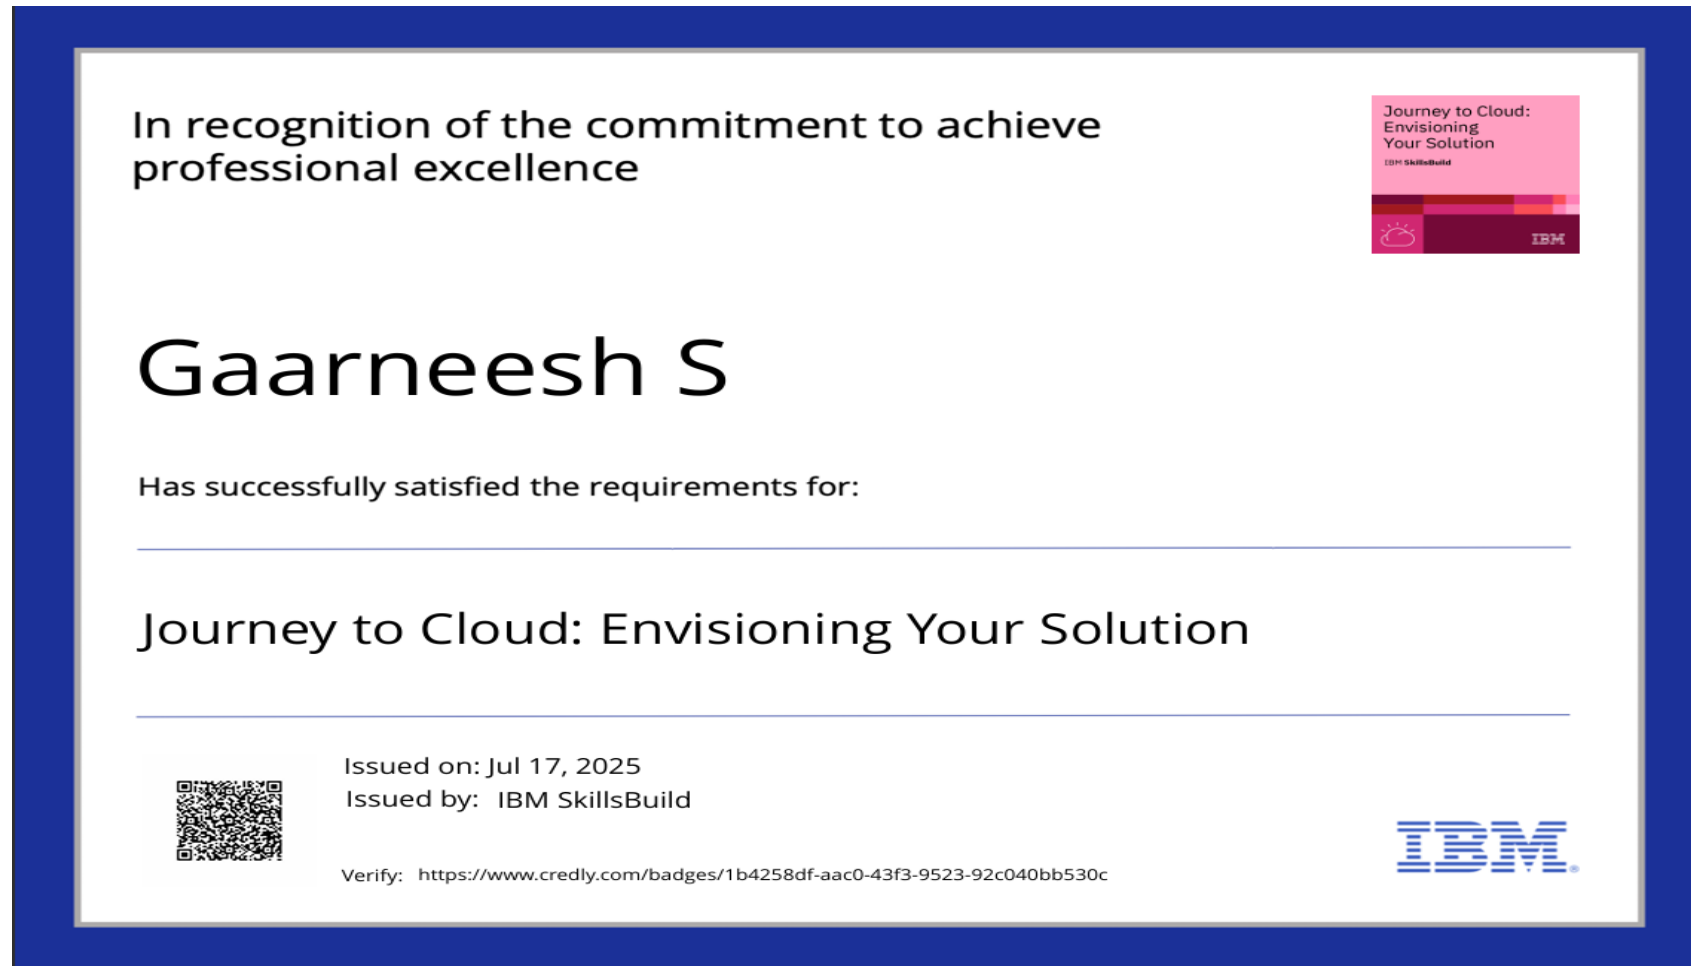 In recognition of the commitment to achieve
professional excellence
Journey to Cloud:
Envisioning
Your Solution
IBM SkillsBuild
IBM
Gaarneesh S
Has successfully satisfied the requirements for:
Journey to Cloud: Envisioning Your Solution
Issued on: Jul 17, 2025
Issued by: IBM SkillsBuild
Verify: https://www.credly.com/badges/1b4258df-aac0-43f3-9523-92c040bb530c
IBM®